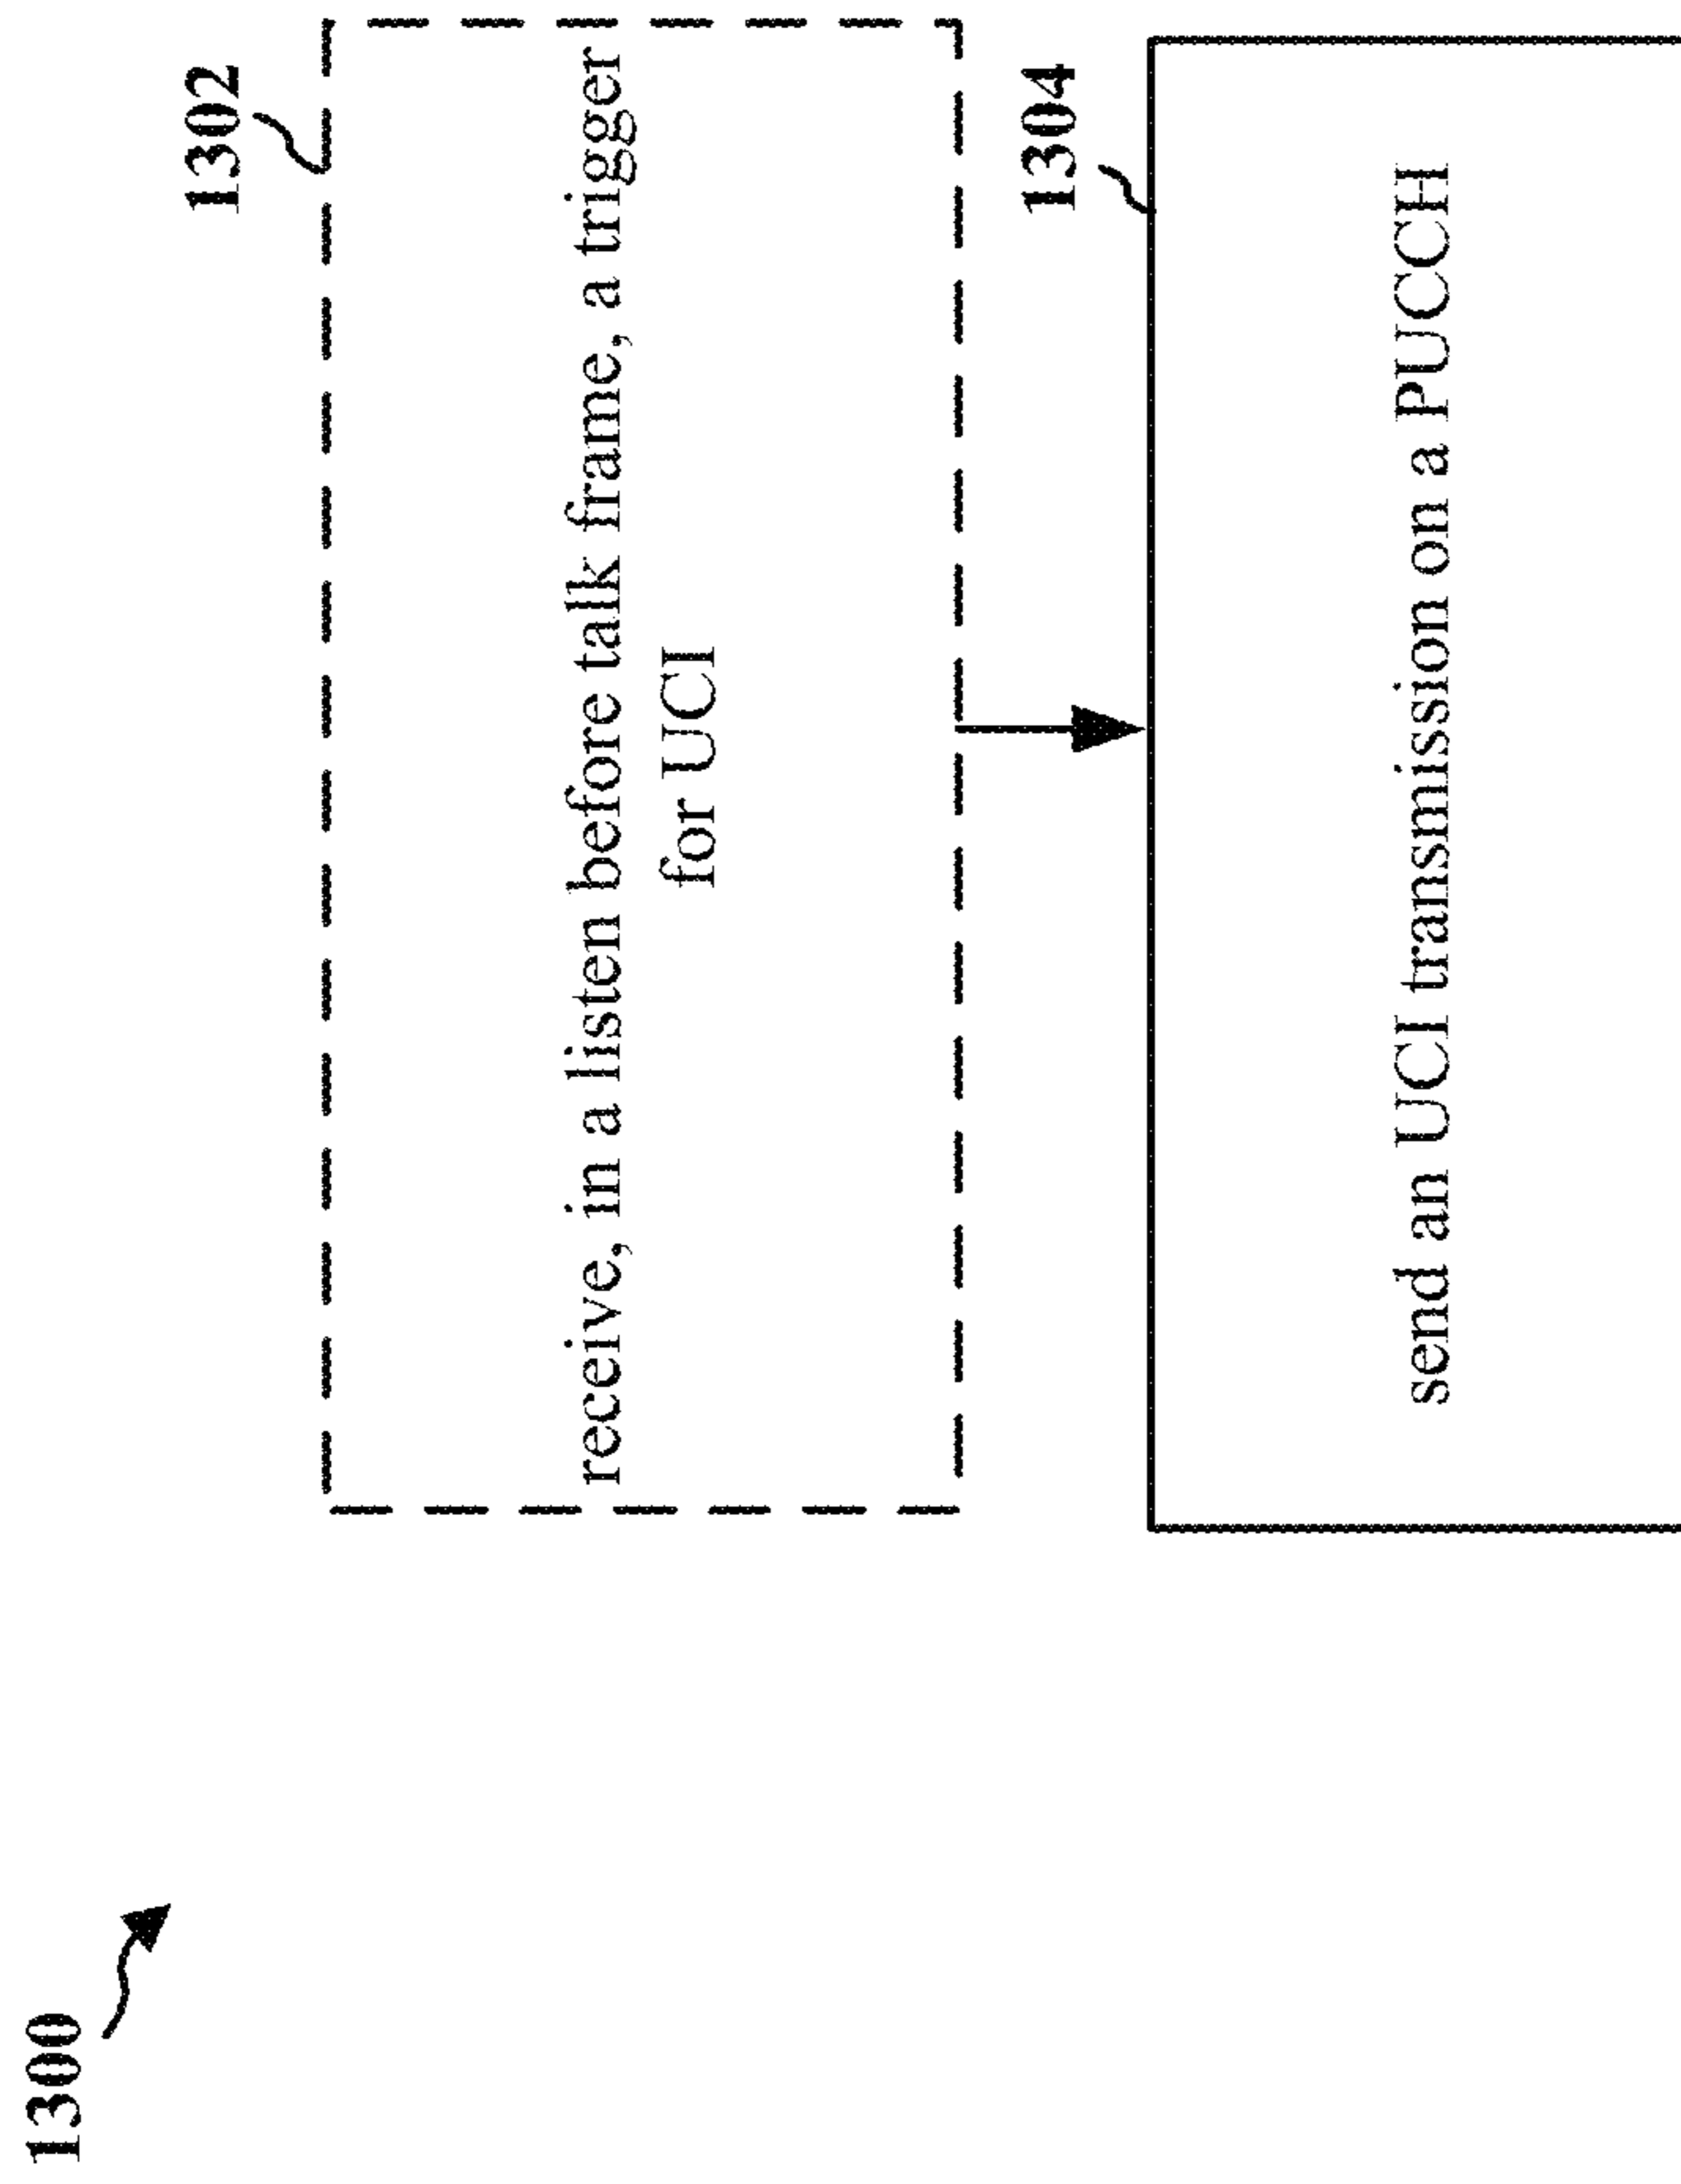 1300
1302
receive, in a listen before talk frame, a trigger
for UCI
1304
send an UCI transmission on a PUCCH